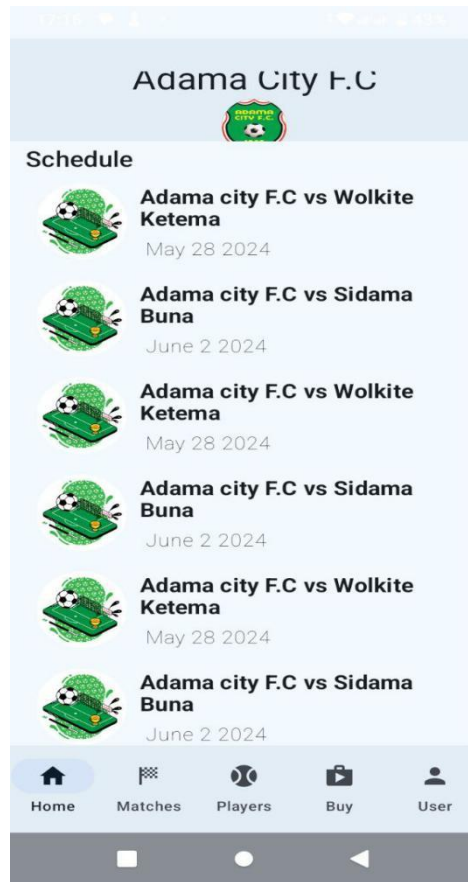 Adama City F.C
ADAMA
CITY F.C.
Schedule
Adama city F.C vs Wolkite
Ketema
May 28 2024
Adama city F.C vs Sidama
Buna
June 2 2024
Adama city F.C vs Wolkite
Ketema
May 28 2024
Adama city F.C vs Sidama
Buna
June 2 2024
Adama city F.C vs Wolkite
Ketema
May 28 2024
Adama city F.C vs Sidama
Buna
June 2 2024
Home Matches Players Buy User